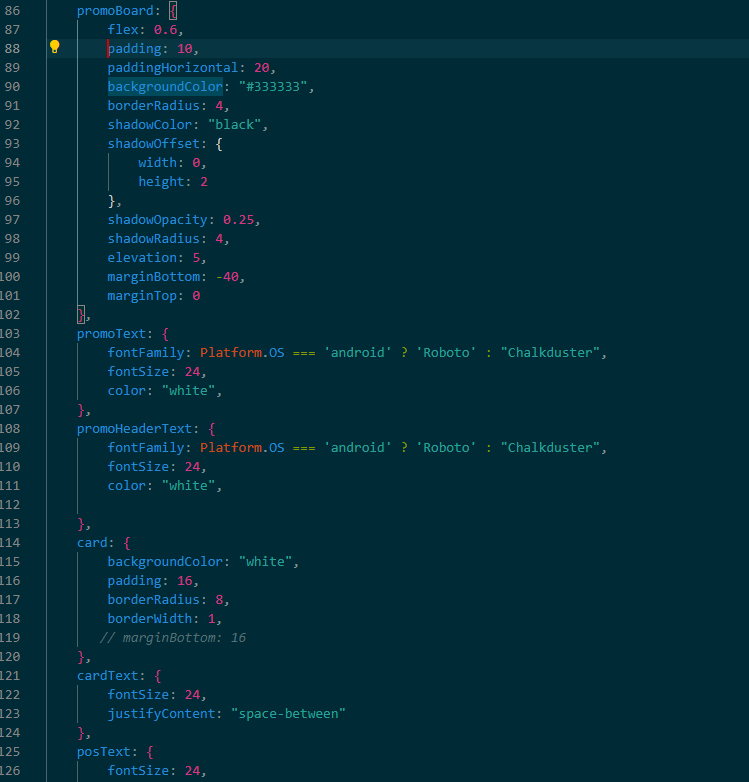 86 promoBoard: {
87 flex: 0.6,
88 padding: 10,
89 paddingHorizontal: 20,
90 backgroundColor: "#333333",
91 borderRadius: 4,
92 shadowColor: "black",
93 shadowOffset: {
94 width: 0,
95 height: 2
96 },
97 shadowOpacity: 0.25,
98 shadowRadius: 4,
99 elevation: 5,
100 marginBottom: -40,
101 marginTop: 0
102 },
103 promoText: {
104 fontFamily: Platform.OS === 'android' ? 'Roboto' : "Chalkduster",
105 fontSize: 24,
106 color: "white",
107 },
108 promoHeaderText: {
109 fontFamily: Platform.OS === 'android' ? 'Roboto' : "Chalkduster",
110 fontSize: 24,
111 color: "white",
112
113 },
114 card: {
115 backgroundColor: "white",
116 padding: 16,
117 borderRadius: 8,
118 borderWidth: 1,
119 // marginBottom: 16
120 },
121 cardText: {
122 fontSize: 24,
123 justifyContent: "space-between"
124 },
125 posText: {
126 fontSize: 24,